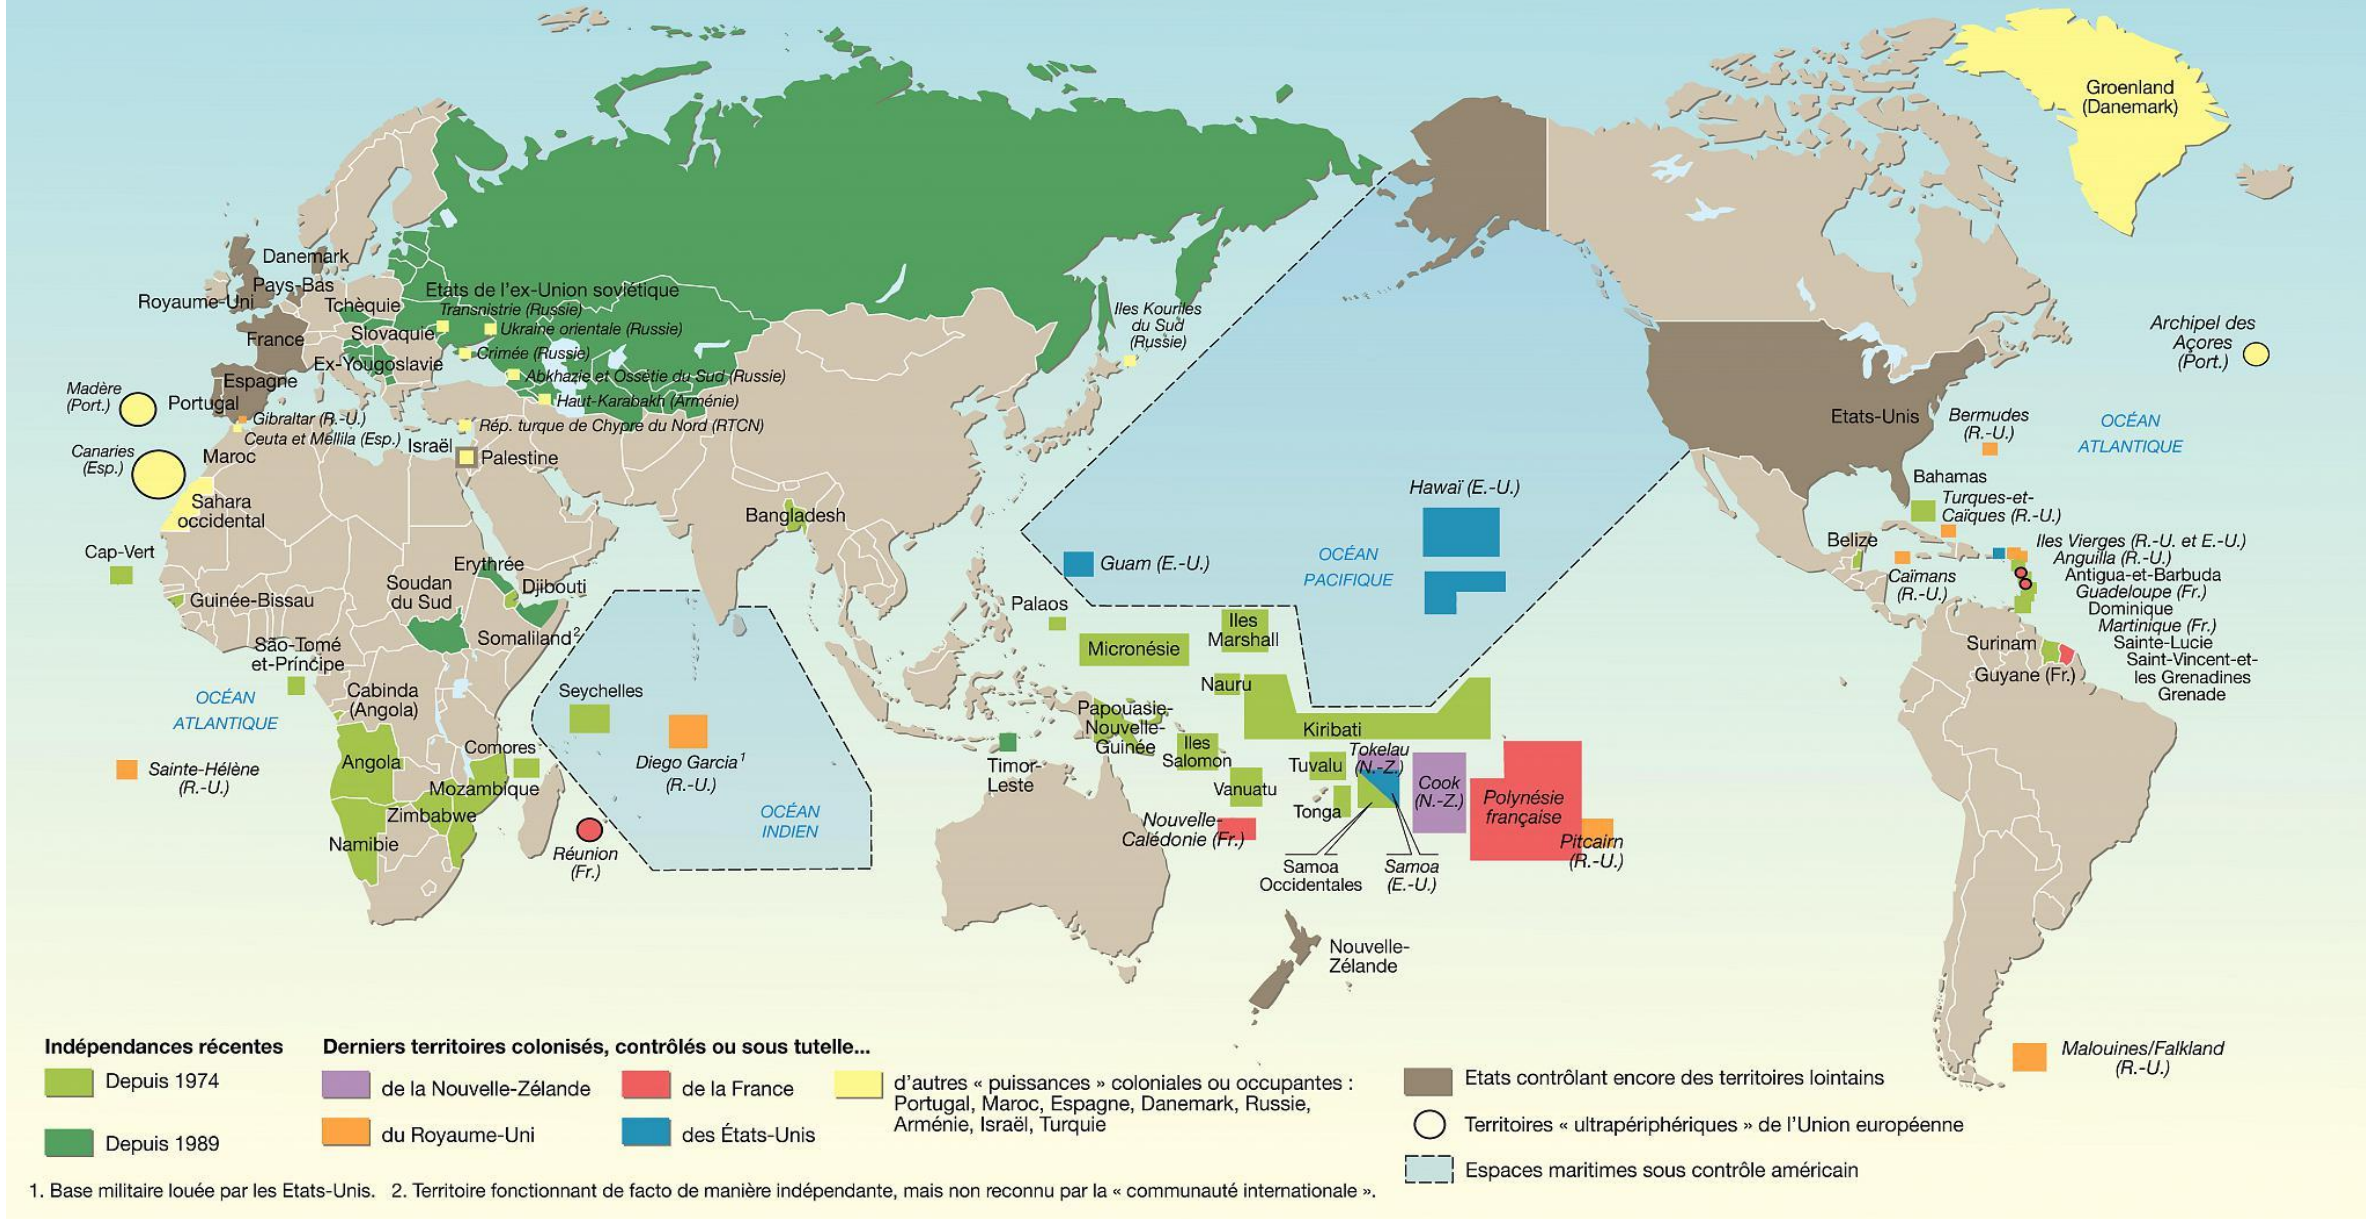 Groenland
(Danemark)
Danemark
Pays-Bas
Royaume-Uni
Tchèquie
France
Slovaquie
Ex-Yougoslavie
Espagne
Portugal
Madère
(Port.)
Canaries
(Esp.)
Gibraltar (R.-U.)
Ceuta et Mellila (Esp.)
Maroc
Israël
Palestine
Sahara
occidental
Etats de l'ex-Union soviétique
Transnistrie (Russie)
Ukraine orientale (Russie)
Crimée (Russie)
Abkhazie et Ossétie du Sud (Russie)
Haut-Karabakh (Arménie)
Rép. turque de Chypre du Nord (RTCN)
Iles Kouriles
du Sud
(Russie)
Archipel des
Açores
(Port.)
Etats-Unis
Bermudes
(R.-U.)
OCÉAN
ATLANTIQUE
Bahamas
Turques-et-
Caïques (R.-U.)
Belize
Caïmans
(R.-U.)
Iles Vierges (R.-U. et E.-U.)
Anguilla (R.-U.)
Antigua-et-Barbuda
Guadeloupe (Fr.)
Dominique
Martinique (Fr.)
Sainte-Lucie
Saint-Vincent-et-
les Grenadines
Grenade
Surinam
Guyane (Fr.)
Hawaï (E.-U.)
Guam (E.-U.)
OCÉAN
PACIFIQUE
Bangladesh
Cap-Vert
Guinée-Bissau
Erythrée
Djibouti
Soudan
du Sud
Somaliland2
São-Tomé
et-Príncipe
OCÉAN
ATLANTIQUE
Cabinda
(Angola)
Sainte-Hélène
(R.-U.)
Angola
Comores
Mozambique
Zimbabwe
Namibie
Seychelles
Diego Garcia1
(R.-U.)
OCÉAN
INDIEN
Réunion
(Fr.)
Palaos
Micronésie
Iles
Marshall
Nauru
Kiribati
Papouasie-
Nouvelle-
Guinée
Iles
Salomon
Timor-
Leste
Tuvalu
Tokelau
(N.-Z.)
Vanuatu
Tonga
Nouvelle-
Calédonie (Fr.)
Cook
(N.-Z.)
Polynésie
française
Pitcairn
(R.-U.)
Samoa
Occidentales
Samoa
(E.-U.)
Nouvelle-
Zélande
Malouines/Falkland
(R.-U.)
Indépendances récentes
Depuis 1974
Depuis 1989
Derniers territoires colonisés, contrôlés ou sous tutelle...
de la Nouvelle-Zélande
du Royaume-Uni
de la France
des États-Unis
d'autres « puissances » coloniales ou occupantes :
Portugal, Maroc, Espagne, Danemark, Russie,
Arménie, Israël, Turquie
Etats contrôlant encore des territoires lointains
Territoires « ultrapériphériques » de l'Union européenne
Espaces maritimes sous contrôle américain
1. Base militaire louée par les Etats-Unis. 2. Territoire fonctionnant de facto de manière indépendante, mais non reconnu par la « communauté internationale ».